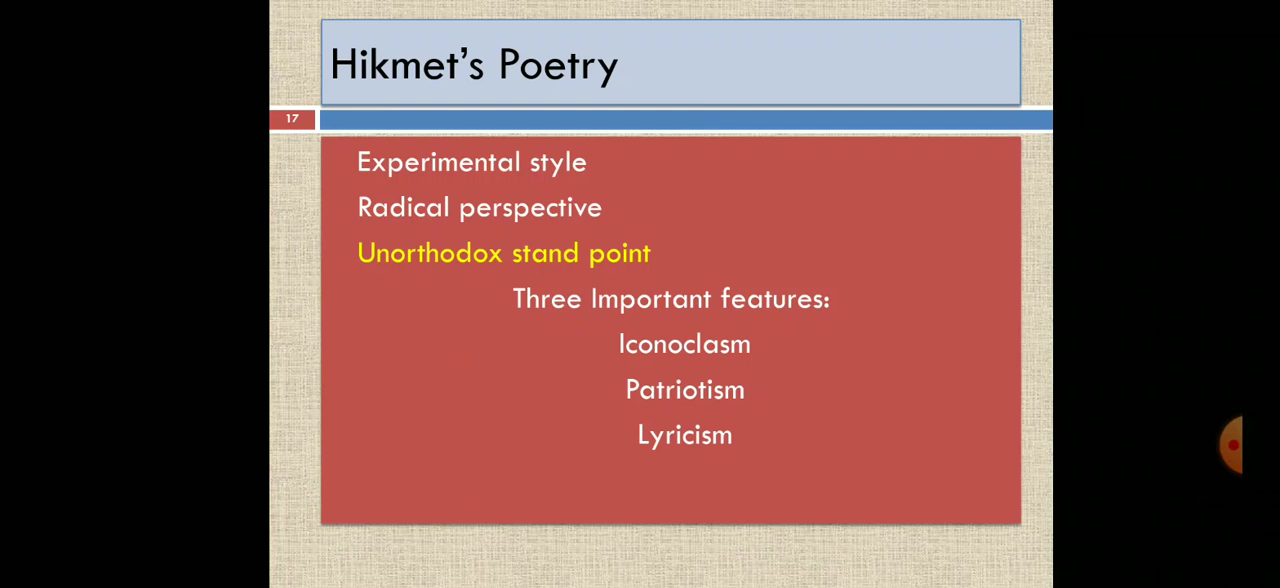 Hikmet's Poetry
17
Experimental style
Radical perspective
Unorthodox stand point
Three Important features:
Iconoclasm
Patriotism
Lyricism